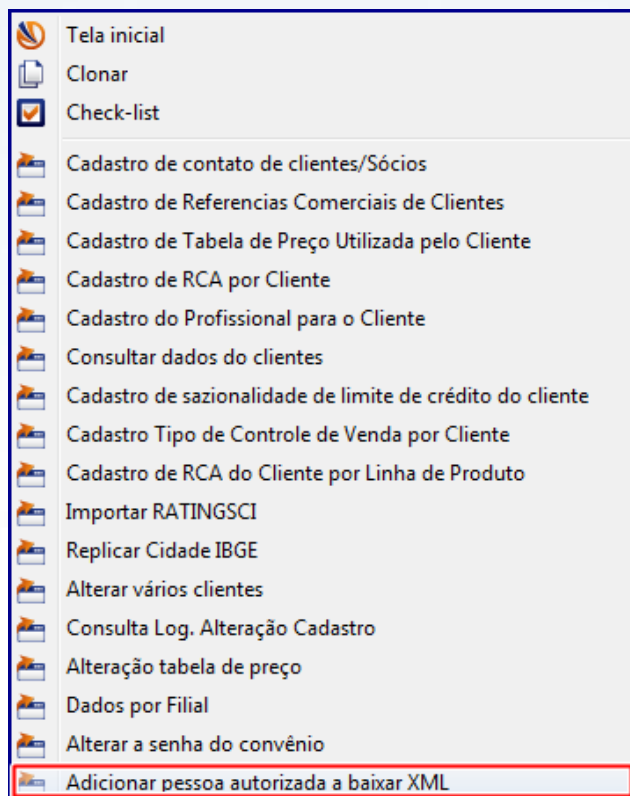 Tela inicial
Clonar
Check-list
Cadastro de contato de clientes/Sócios
Cadastro de Referencias Comerciais de Clientes
Cadastro de Tabela de Preço Utilizada pelo Cliente
Cadastro de RCA por Cliente
Cadastro do Profissional para o Cliente
Consultar dados do clientes
Cadastro de sazionalidade de limite de crédito do cliente
Cadastro Tipo de Controle de Venda por Cliente
Cadastro de RCA do Cliente por Linha de Produto
Importar RATINGSCI
Replicar Cidade IBGE
Alterar vários clientes
Consulta Log. Alteração Cadastro
Alteração tabela de preço
Dados por Filial
Alterar a senha do convênio
Adicionar pessoa autorizada a baixar XML